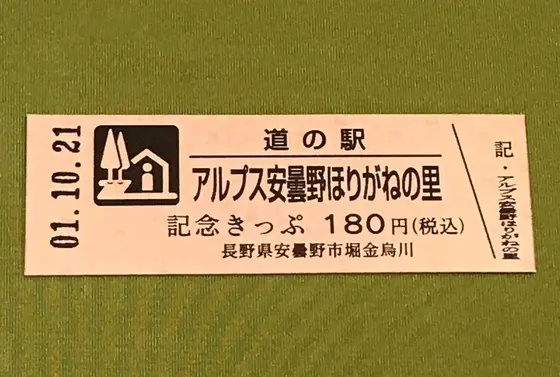 01.10.21
道の駅
アルプス安曇野ほりがねの里
記念きっぷ 180円(税込)
長野県安曇野市堀金烏川
記・アルプス安曇野ほりがねの里